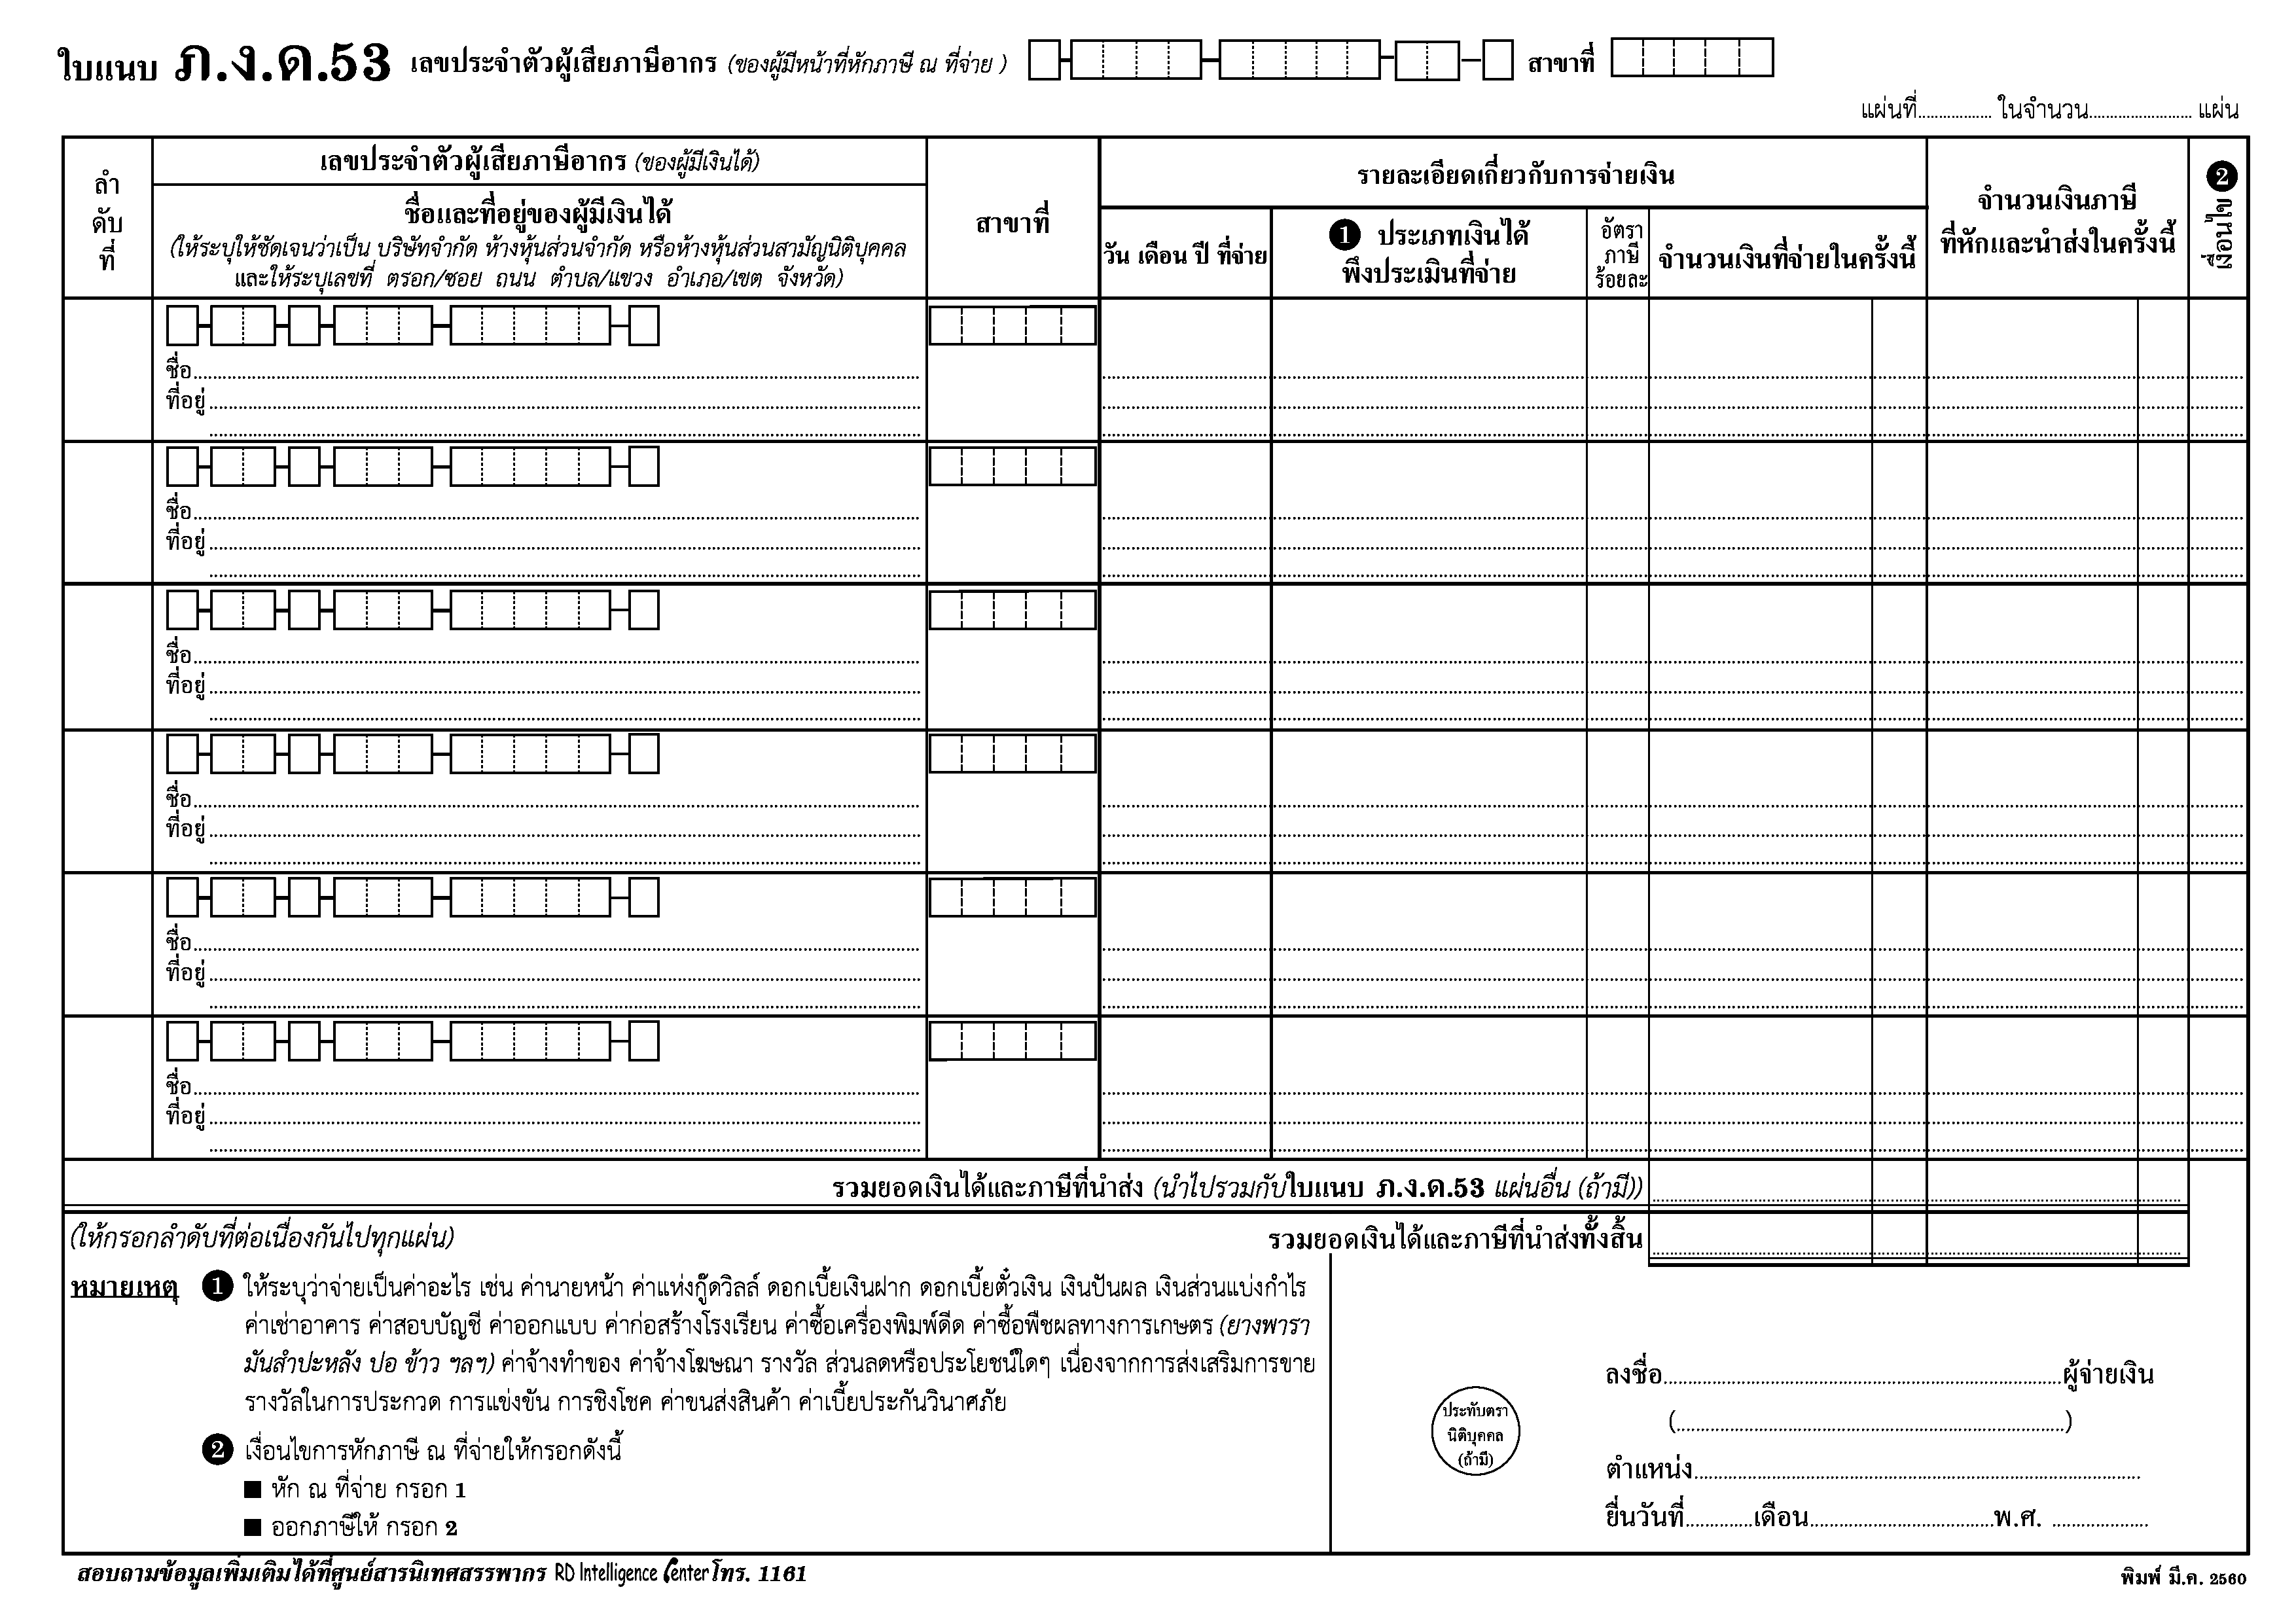 ใบแนบ ภ.ง.ด.53 เลขประจำตัวผู้เสียภาษีอากร (ของผู้มีหน้าที่หักภาษี ณ ที่จ่าย ) สาขาที่
แผ่นที่.................. ในจำนวน......................... แผ่น
ลำ
ดับ
ที่
เลขประจำตัวผู้เสียภาษีอากร (ของผู้มีเงินได้)
ชื่อและที่อยู่ของผู้มีเงินได้
(ให้ระบุให้ชัดเจนว่าเป็น บริษัทจำกัด ห้างหุ้นส่วนจำกัด หรือห้างหุ้นส่วนสามัญนิติบุคคล
และให้ระบุเลขที่ ตรอก/ซอย ถนน ตำบล/แขวง อำเภอ/เขต จังหวัด)
สาขาที่
รายละเอียดเกี่ยวกับการจ่ายเงิน
วัน เดือน ปี ที่จ่าย
1 ประเภทเงินได้
พึงประเมินที่จ่าย
อัตรา
ภาษี
ร้อยละ
จำนวนเงินที่จ่ายในครั้งนี้
จำนวนเงินภาษี
ที่หักและนำส่งในครั้งนี้
2
เงื่อนไข
ชื่อ
ที่อยู่
ชื่อ
ที่อยู่
ชื่อ
ที่อยู่
ชื่อ
ที่อยู่
ชื่อ
ที่อยู่
ชื่อ
ที่อยู่
รวมยอดเงินได้และภาษีที่นำส่ง (นำไปรวมกับใบแนบ ภ.ง.ด.53 แผ่นอื่น (ถ้ามี))
(ให้กรอกลำดับที่ต่อเนื่องกันไปทุกแผ่น)
รวมยอดเงินได้และภาษีที่นำส่งทั้งสิ้น
หมายเหตุ 1 ให้ระบุว่าจ่ายเป็นค่าอะไร เช่น ค่านายหน้า ค่าแห่งกู๊ดวิลล์ ดอกเบี้ยเงินฝาก ดอกเบี้ยตั๋วเงิน เงินปันผล เงินส่วนแบ่งกำไร
ค่าเช่าอาคาร ค่าสอบบัญชี ค่าออกแบบ ค่าก่อสร้างโรงเรียน ค่าซื้อเครื่องพิมพ์ดีด ค่าซื้อพืชผลทางการเกษตร (ยางพารา
มันสำปะหลัง ปอ ข้าว ฯลฯ) ค่าจ้างทำของ ค่าจ้างโฆษณา รางวัล ส่วนลดหรือประโยชน์ใดๆ เนื่องจากการส่งเสริมการขาย
รางวัลในการประกวด การแข่งขัน การชิงโชค ค่าขนส่งสินค้า ค่าเบี้ยประกันวินาศภัย
2 เงื่อนไขการหักภาษี ณ ที่จ่ายให้กรอกดังนี้
■ หัก ณ ที่จ่าย กรอก 1
■ ออกภาษีให้ กรอก 2
ประทับตรา
นิติบุคคล
(ถ้ามี)
ลงชื่อ..................................................ผู้จ่ายเงิน
(..................................................)
ตำแหน่ง..................................................
ยื่นวันที่.............เดือน..............................พ.ศ. ..................
สอบถามข้อมูลเพิ่มเติมได้ที่ศูนย์สารนิเทศสรรพากร RD Intelligence Center โทร. 1161
พิมพ์ มี.ค. 2560